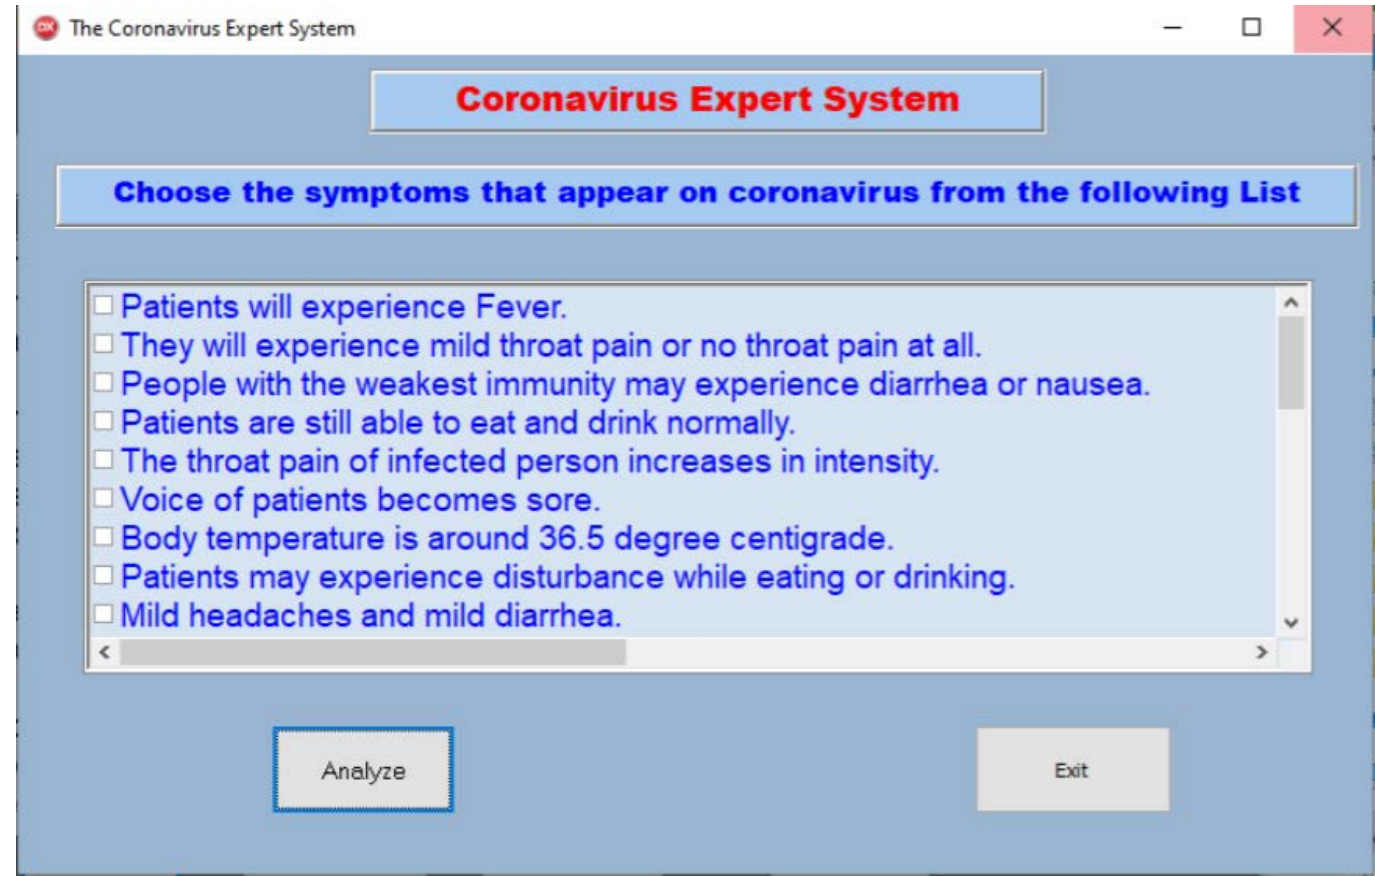 The Coronavirus Expert System
Coronavirus Expert System
Choose the symptoms that appear on coronavirus from the following List
Patients will experience Fever.
They will experience mild throat pain or no throat pain at all.
People with the weakest immunity may experience diarrhea or nausea.
Patients are still able to eat and drink normally.
The throat pain of infected person increases in intensity.
Voice of patients becomes sore.
Body temperature is around 36.5 degree centigrade.
Patients may experience disturbance while eating or drinking.
Mild headaches and mild diarrhea.
Analyze
Exit